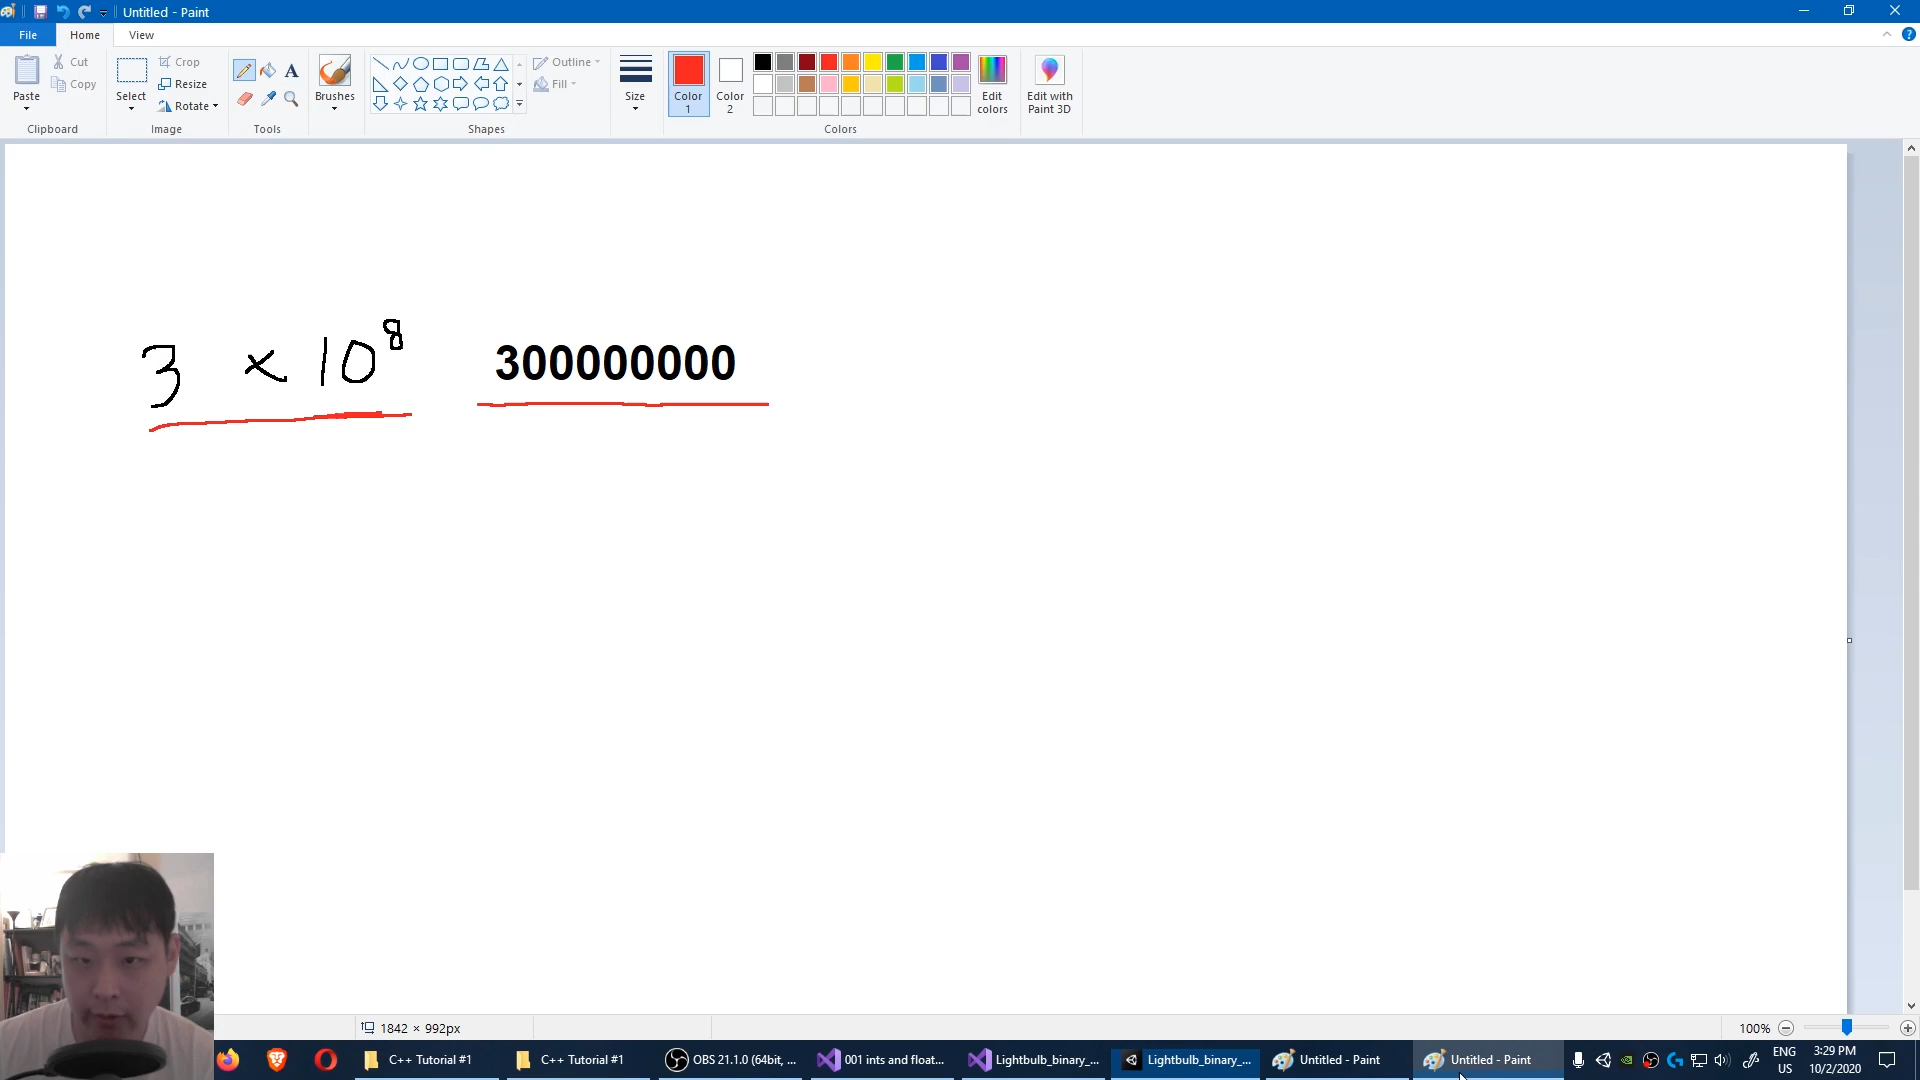 Untitled - Paint
File Home View
Paste
Cut
Copy
Clipboard
Select
Crop
Resize
Rotate
Image
A
Tools
Brushes
Outline
Fill
Shapes
Size
Color 1
Color 2
Edit colors
Edit with Paint 3D
Colors
3 × 10⁸ 300000000
1842 × 992px
100%
C++ Tutorial #1
C++ Tutorial #1
OBS 21.1.0 (64bit, ...
001 ints and float...
Lightbulb_binary_...
Lightbulb_binary_...
Untitled - Paint
Untitled - Paint
ENG
US
3:29 PM
10/2/2020